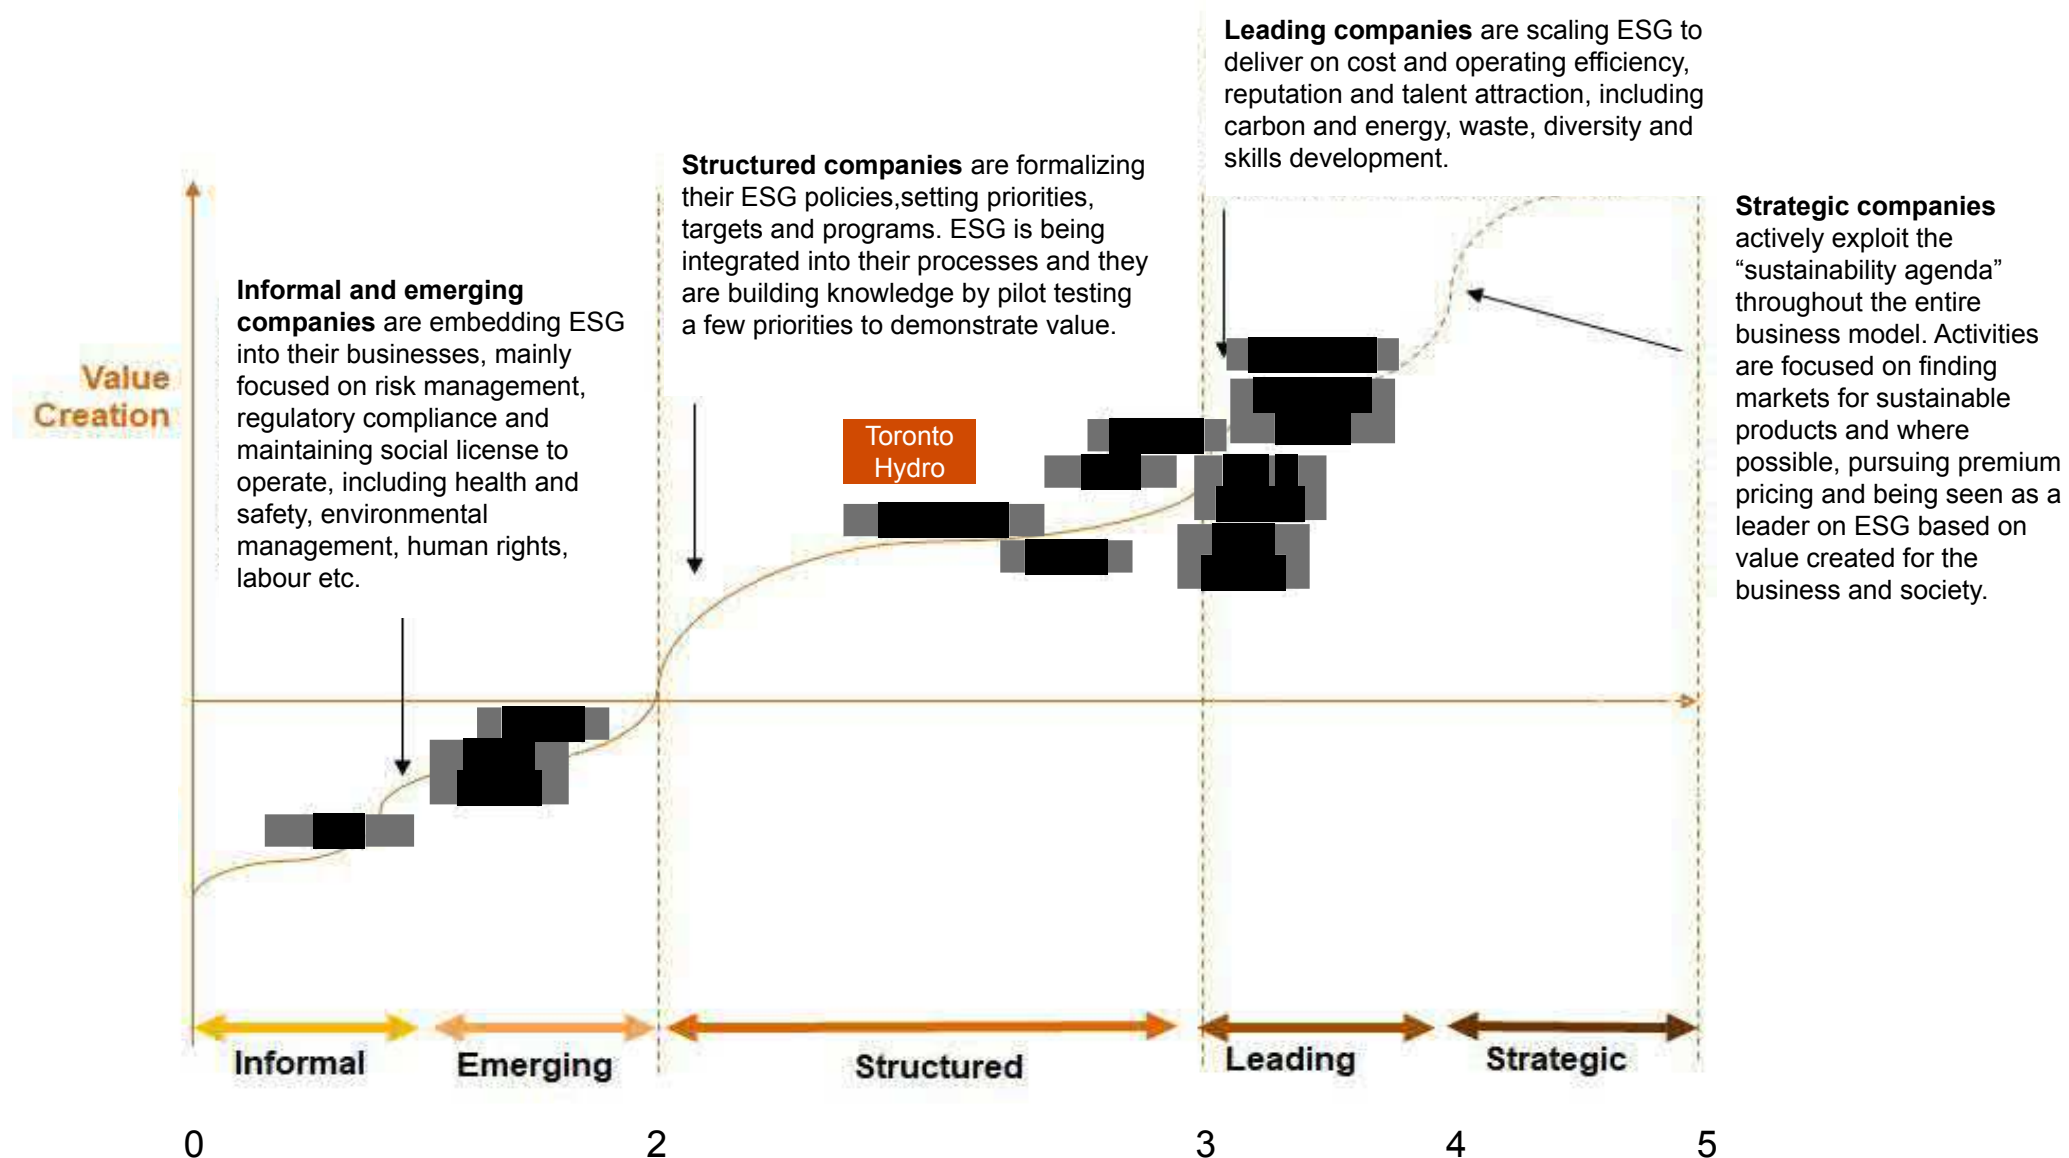 Leading companies are scaling ESG to
deliver on cost and operating efficiency,
reputation and talent attraction, including
carbon and energy, waste, diversity and
skills development.
Structured companies are formalizing
their ESG policies,setting priorities,
targets and programs. ESG is being
integrated into their processes and they
are building knowledge by pilot testing
a few priorities to demonstrate value.
Strategic companies
actively exploit the
“sustainability agenda”
throughout the entire
business model. Activities
are focused on finding
markets for sustainable
products and where
possible, pursuing premium
pricing and being seen as a
leader on ESG based on
value created for the
business and society.
Informal and emerging
companies are embedding ESG
into their businesses, mainly
focused on risk management,
regulatory compliance and
maintaining social license to
operate, including health and
safety, environmental
management, human rights,
labour etc.
Value
Creation
Toronto
Hydro
Informal
Emerging
Structured
Leading
Strategic
0
2
3
4
5